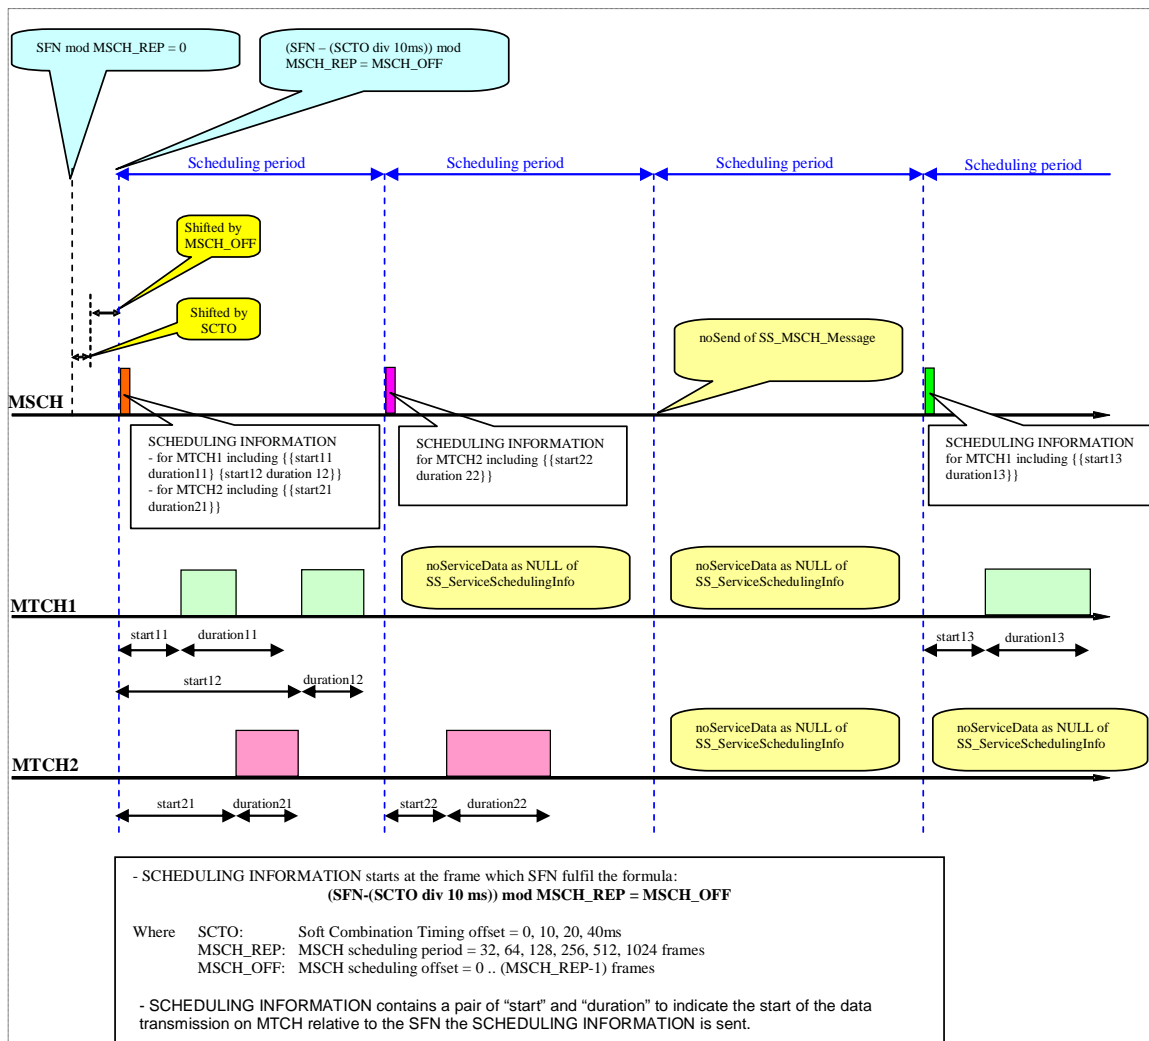 SFN mod MSCH_REP = 0
(SFN – (SCTO div 10ms)) mod
MSCH_REP = MSCH_OFF
Scheduling period
Scheduling period
Scheduling period
Scheduling period
Shifted by
MSCH_OFF
Shifted by
SCTO
noSend of SS_MSCH_Message
MSCH
SCHEDULING INFORMATION
- for MTCH1 including {{start11
duration11} {start12 duration 12}}
- for MTCH2 including {{start21
duration21}}
SCHEDULING INFORMATION
for MTCH2 including {{start22
duration 22}}
SCHEDULING INFORMATION
for MTCH1 including {{start13
duration13}}
noServiceData as NULL of
SS_ServiceSchedulingInfo
noServiceData as NULL of
SS_ServiceSchedulingInfo
MTCH1
start11
duration11
start13
duration13
start12
duration12
noServiceData as NULL of
SS_ServiceSchedulingInfo
noServiceData as NULL of
SS_ServiceSchedulingInfo
MTCH2
start21
duration21
start22
duration22
- SCHEDULING INFORMATION starts at the frame which SFN fulfil the formula:
(SFN-(SCTO div 10 ms)) mod MSCH_REP = MSCH_OFF
Where SCTO: Soft Combination Timing offset = 0, 10, 20, 40ms
MSCH_REP: MSCH scheduling period = 32, 64, 128, 256, 512, 1024 frames
MSCH_OFF: MSCH scheduling offset = 0 .. (MSCH_REP-1) frames
- SCHEDULING INFORMATION contains a pair of “start” and “duration” to indicate the start of the data
transmission on MTCH relative to the SFN the SCHEDULING INFORMATION is sent.